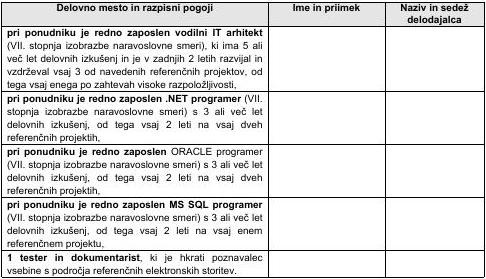 Delovno mesto in razpisni pogoji
Ime in priimek
Naziv in sedež
delodajalca
pri ponudniku je redno zaposlen vodilni IT arhitekt
(VII. stopnja izobrazbe naravoslovne smeri), ki ima 5 ali
več let delovnih izkušenj in je v zadnjih 2 letih razvijal in
vzdrževal vsaj 3 od navedenih referenčnih projektov, od
tega vsaj enega po zahtevah visoke razpoložljivosti,
pri ponudniku je redno zaposlen .NET programer (VII.
stopnja izobrazbe naravoslovne smeri) s 3 ali več let
delovnih izkušenj, od tega vsaj 2 leti na vsaj dveh
referenčnih projektih,
pri ponudniku je redno zaposlen ORACLE programer
(VII. stopnja izobrazbe naravoslovne smeri) s 3 ali več let
delovnih izkušenj, od tega vsaj 2 leti na vsaj dveh
referenčnih projektih,
pri ponudniku je redno zaposlen MS SQL programer
(VII. stopnja izobrazbe naravoslovne smeri) s 3 ali več let
delovnih izkušenj, od tega vsaj 2 leti na vsaj enem
referenčnem projektu,
1 tester in dokumentarist, ki je hkrati poznavalec
vsebine s področja referenčnih elektronskih storitev.